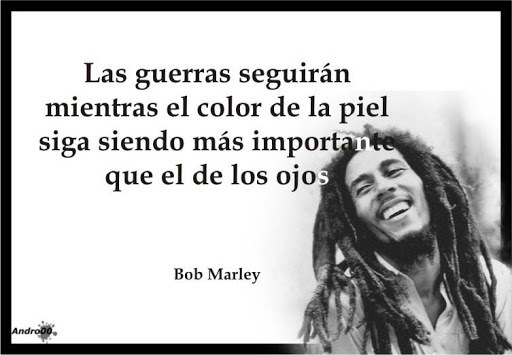 Las guerras seguirán
mientras el color de la piel
siga siendo más importante
que el de los ojos
Bob Marley
Andro00